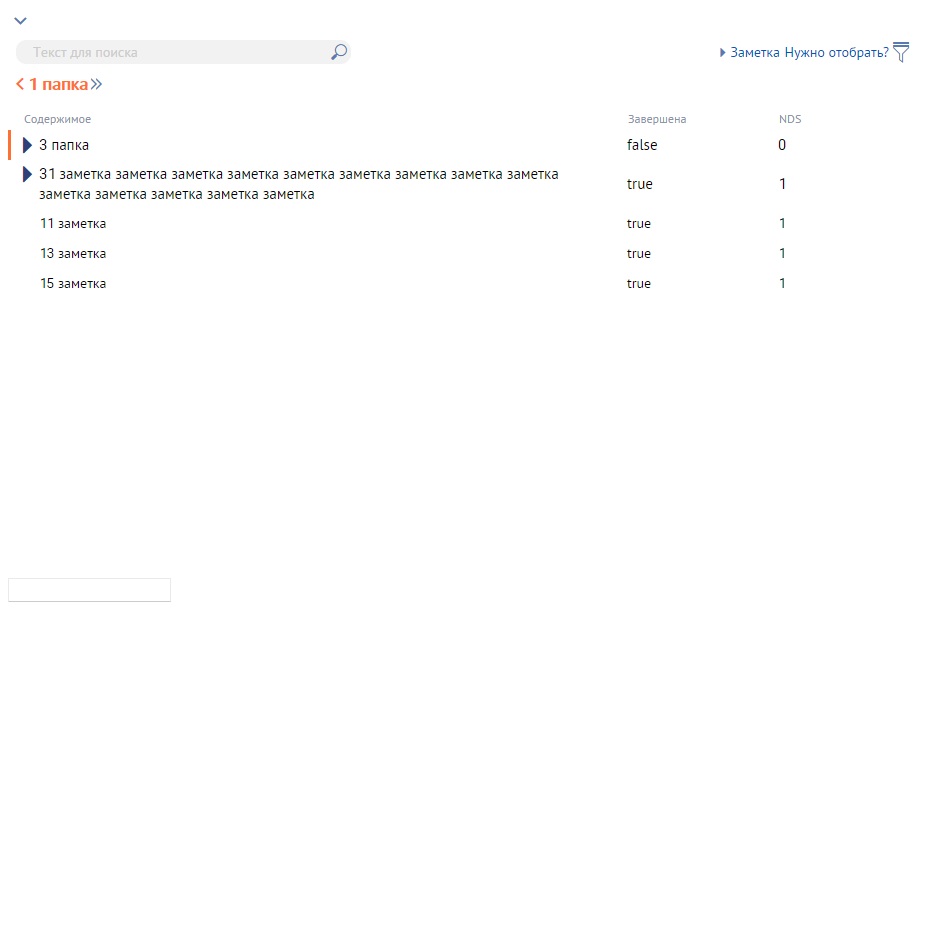 Текст для поиска
Заметка Нужно отобрать?
1 папка
Содержимое Завершена NDS
3 папка false 0
31 заметка заметка заметка заметка заметка заметка заметка заметка заметка
заметка заметка заметка заметка заметка
true 1
11 заметка true 1
13 заметка true 1
15 заметка true 1